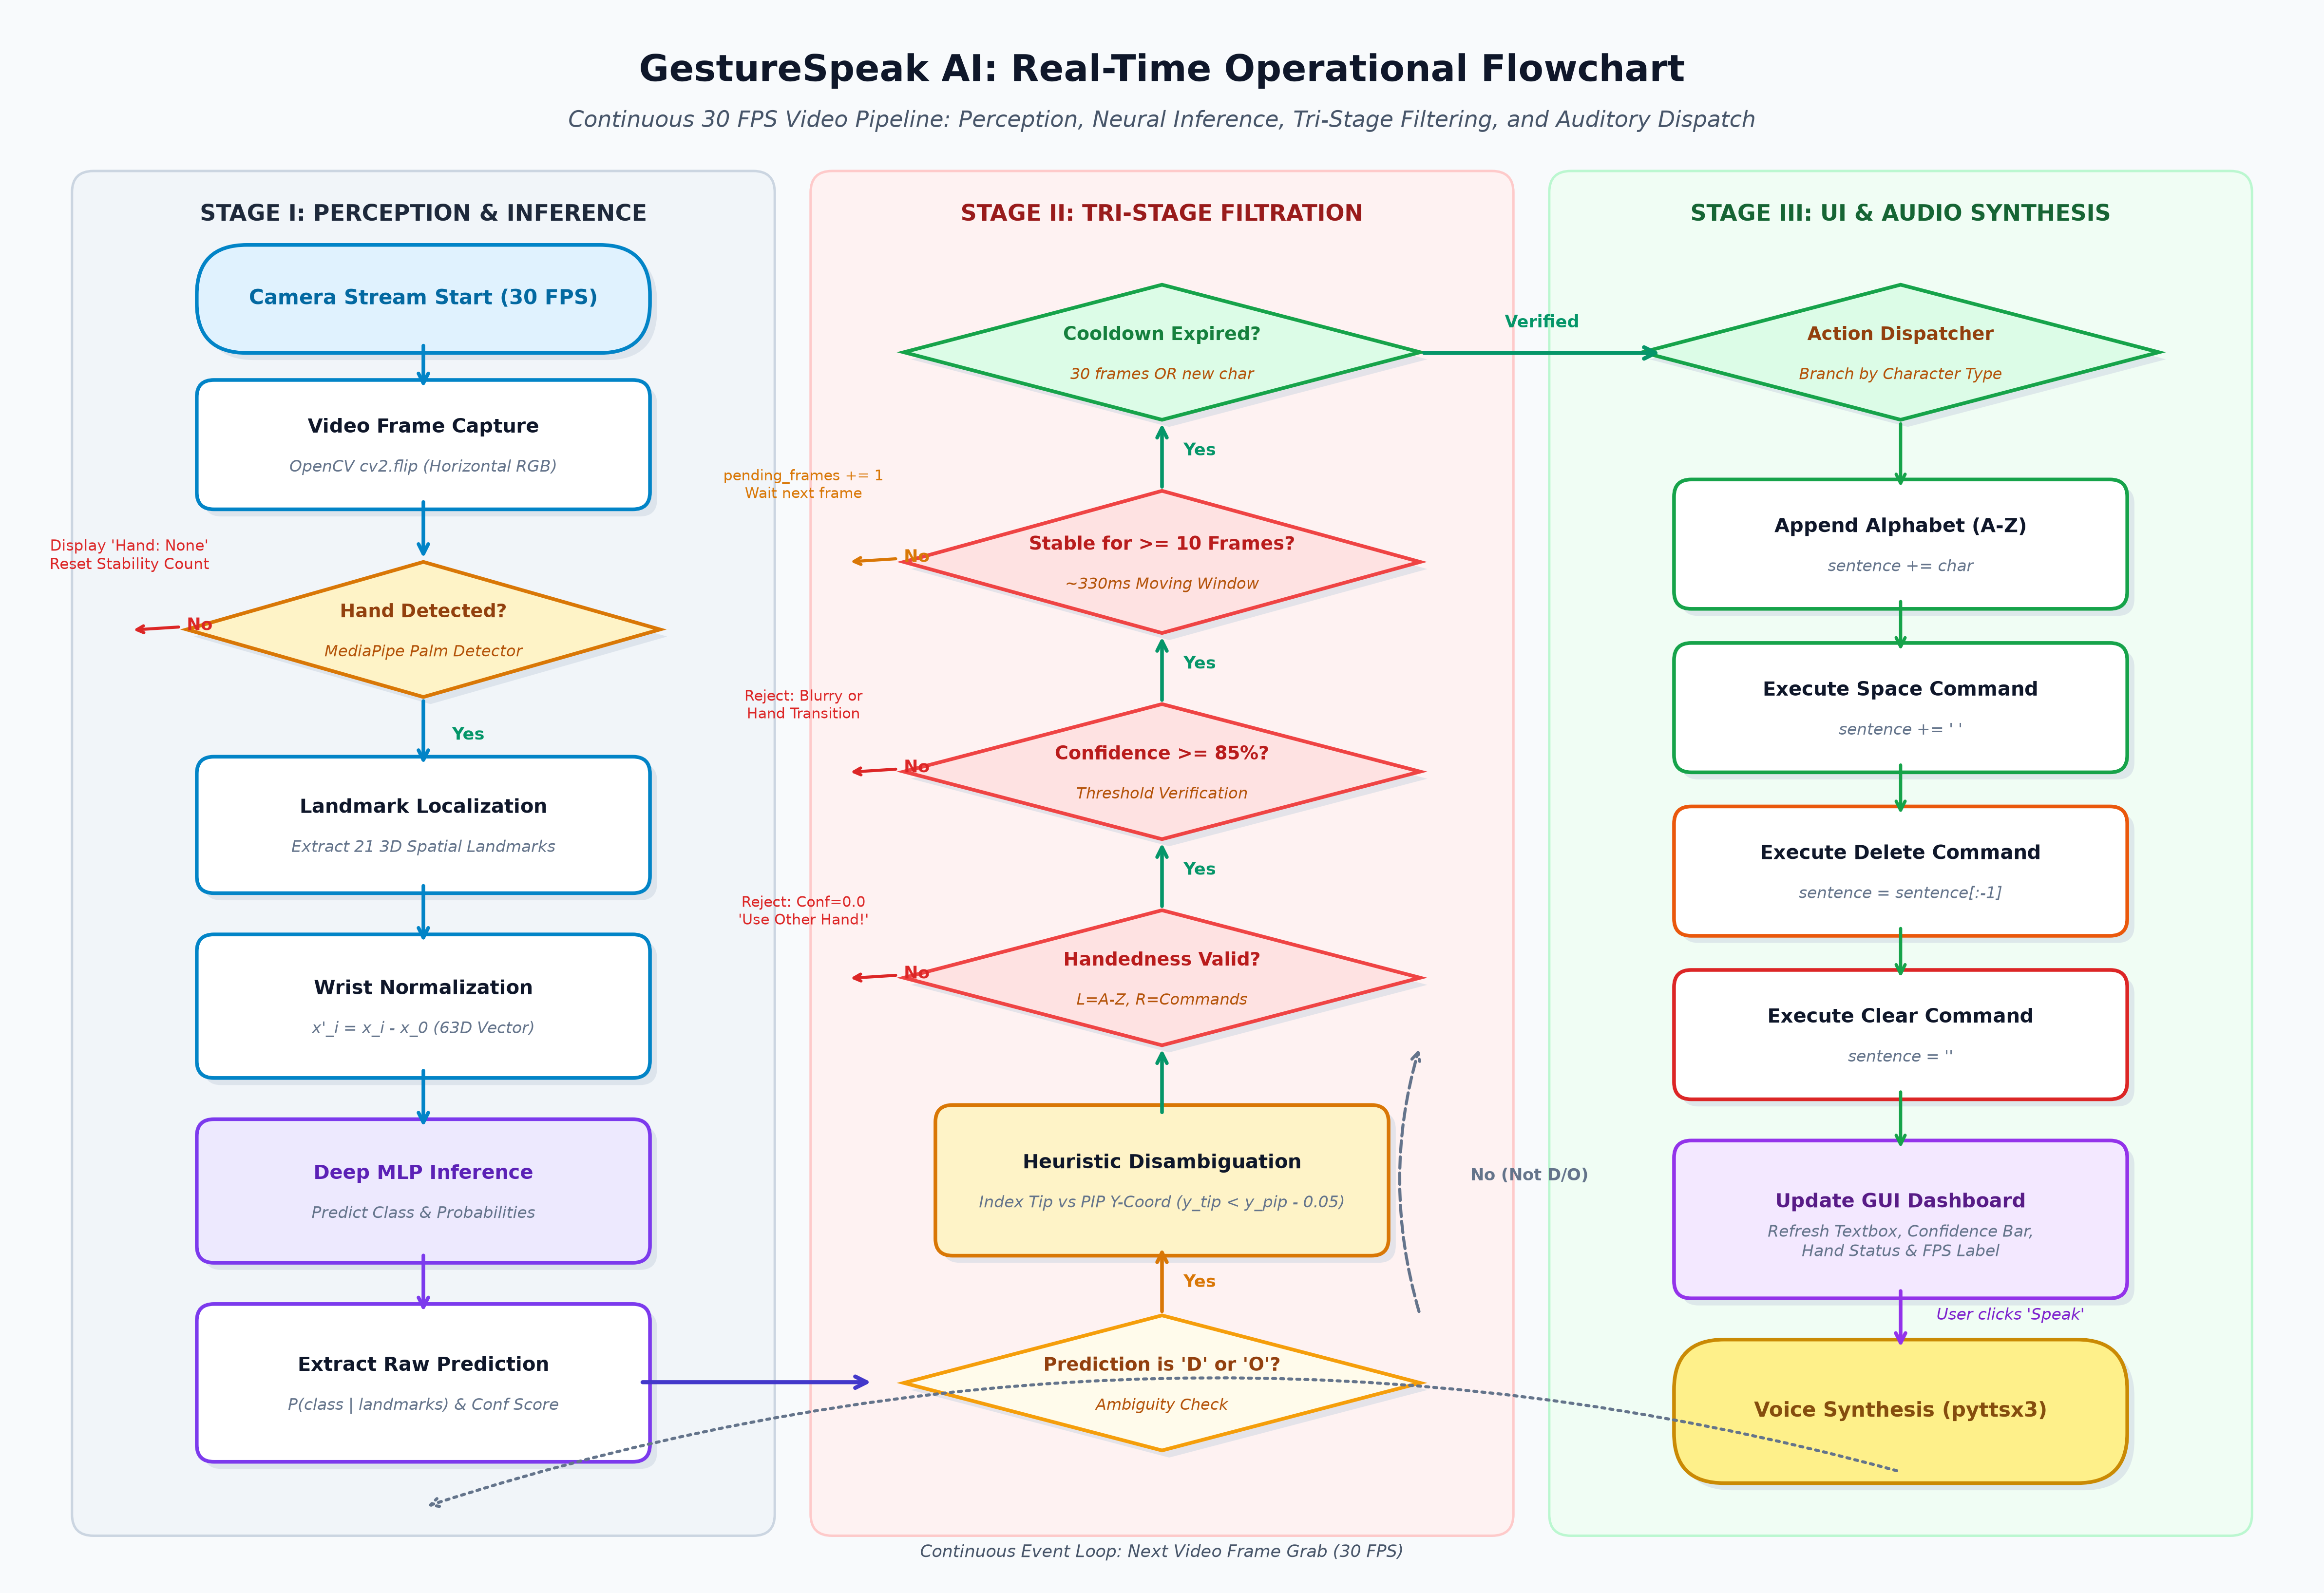 GestureSpeak AI: Real-Time Operational Flowchart
Continuous 30 FPS Video Pipeline: Perception, Neural Inference, Tri-Stage Filtering, and Auditory Dispatch
STAGE I: PERCEPTION & INFERENCE
Camera Stream Start (30 FPS)
Video Frame Capture
OpenCV cv2.flip (Horizontal RGB)
Display 'Hand: None'
Reset Stability Count
No
Hand Detected?
MediaPipe Palm Detector
Yes
Landmark Localization
Extract 21 3D Spatial Landmarks
Wrist Normalization
x'_i = x_i - x_0 (63D Vector)
Deep MLP Inference
Predict Class & Probabilities
Extract Raw Prediction
P(class | landmarks) & Conf Score
STAGE II: TRI-STAGE FILTRATION
Cooldown Expired?
30 frames OR new char
Verified
Yes
pending_frames += 1
Wait next frame
No
Stable for >= 10 Frames?
~330ms Moving Window
Yes
Reject: Blurry or
Hand Transition
No
Confidence >= 85%?
Threshold Verification
Yes
Reject: Conf=0.0
'Use Other Hand!'
No
Handedness Valid?
L=A-Z, R=Commands
Heuristic Disambiguation
Index Tip vs PIP Y-Coord (y_tip < y_pip - 0.05)
No (Not D/O)
Yes
Prediction is 'D' or 'O'?
Ambiguity Check
STAGE III: UI & AUDIO SYNTHESIS
Action Dispatcher
Branch by Character Type
Append Alphabet (A-Z)
sentence += char
Execute Space Command
sentence += ' '
Execute Delete Command
sentence = sentence[:-1]
Execute Clear Command
sentence = ''
Update GUI Dashboard
Refresh Textbox, Confidence Bar,
Hand Status & FPS Label
User clicks 'Speak'
Voice Synthesis (pyttsx3)
Continuous Event Loop: Next Video Frame Grab (30 FPS)